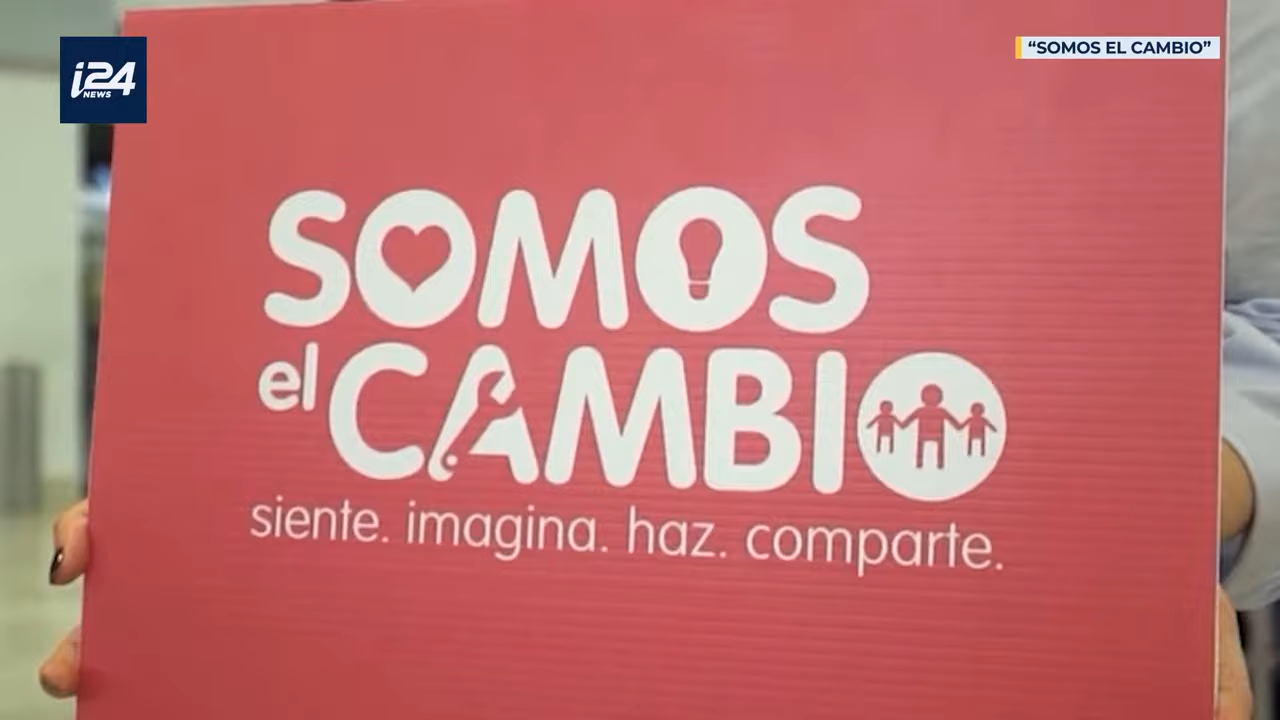 i24
NEWS
“SOMOS EL CAMBIO”
SOMOS
el CAMBIO
siente. imagina. haz. comparte.